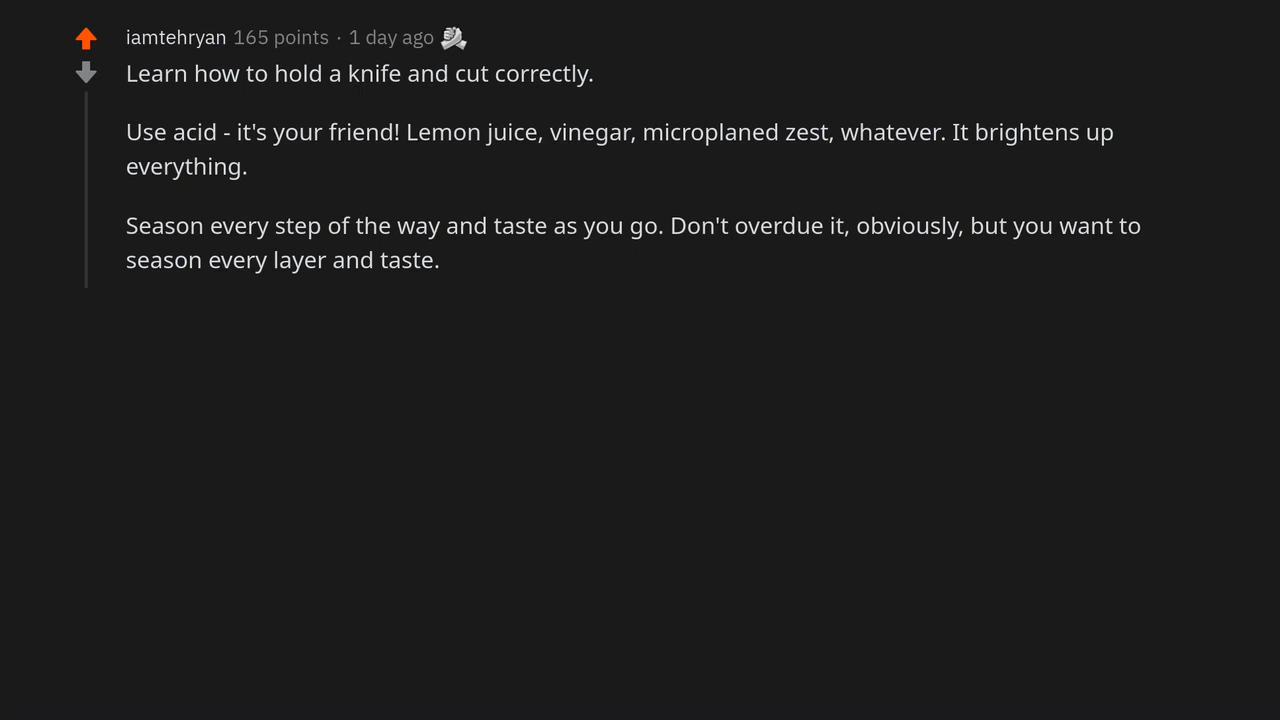 iamtehryan 165 points · 1 day ago
Learn how to hold a knife and cut correctly.
Use acid - it's your friend! Lemon juice, vinegar, microplaned zest, whatever. It brightens up
everything.
Season every step of the way and taste as you go. Don't overdue it, obviously, but you want to
season every layer and taste.